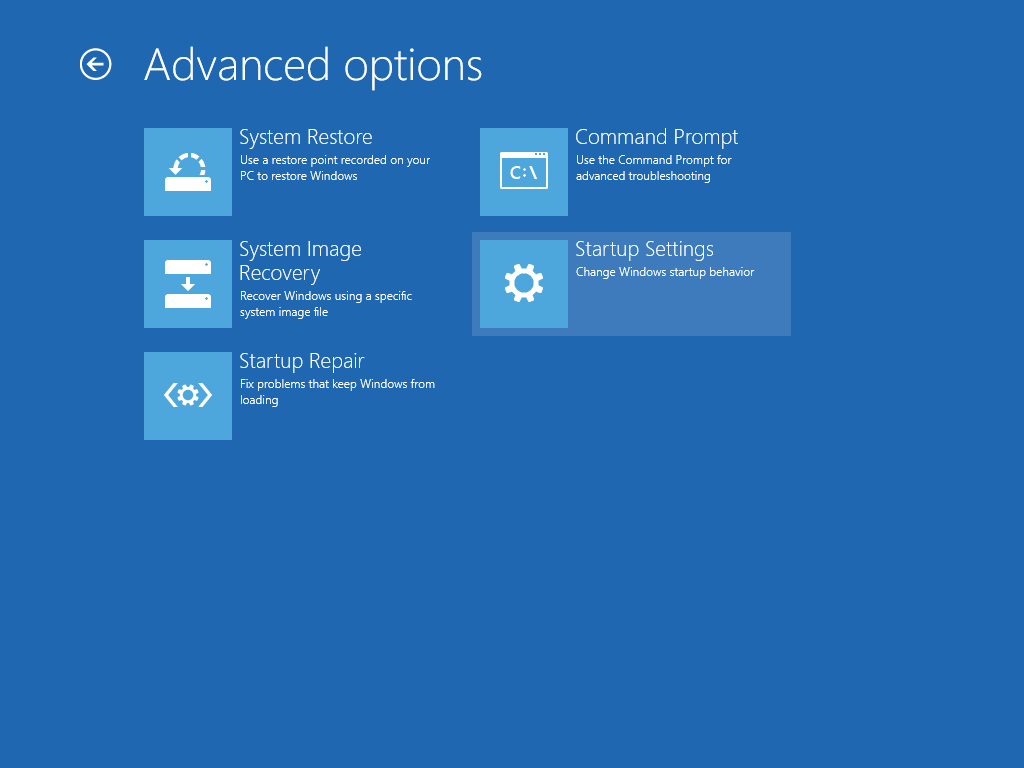 Advanced options
System Restore
Use a restore point recorded on your
PC to restore Windows
System Image
Recovery
Recover Windows using a specific
system image file
Startup Repair
Fix problems that keep Windows from
loading
C:\
Command Prompt
Use the Command Prompt for
advanced troubleshooting
Startup Settings
Change Windows startup behavior